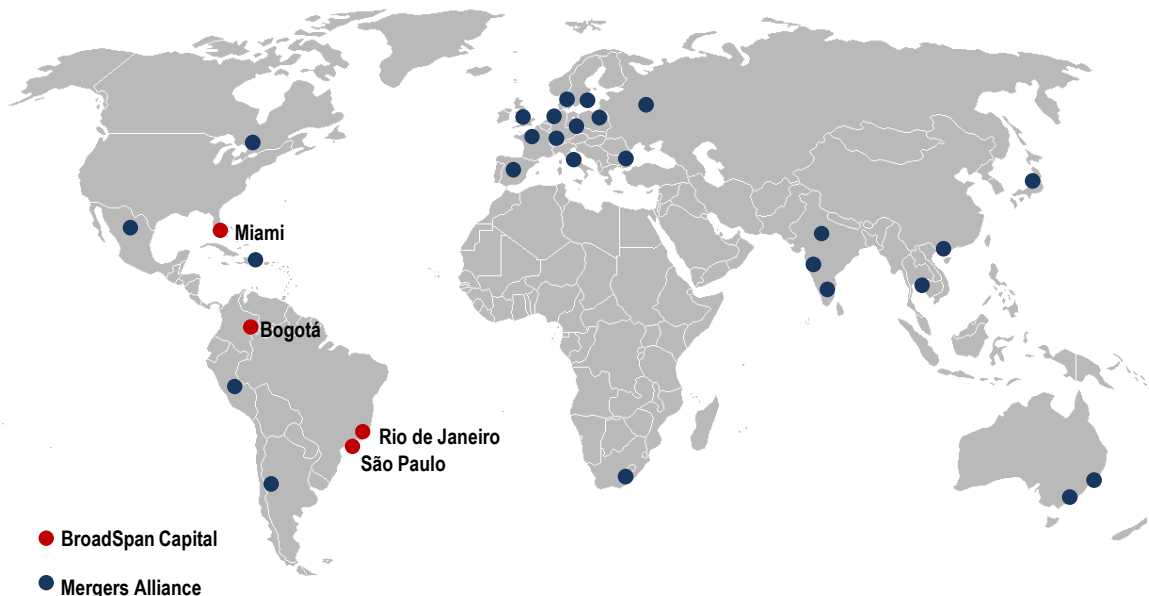 Miami
Bogotá
Rio de Janeiro
São Paulo
BroadSpan Capital
Mergers Alliance